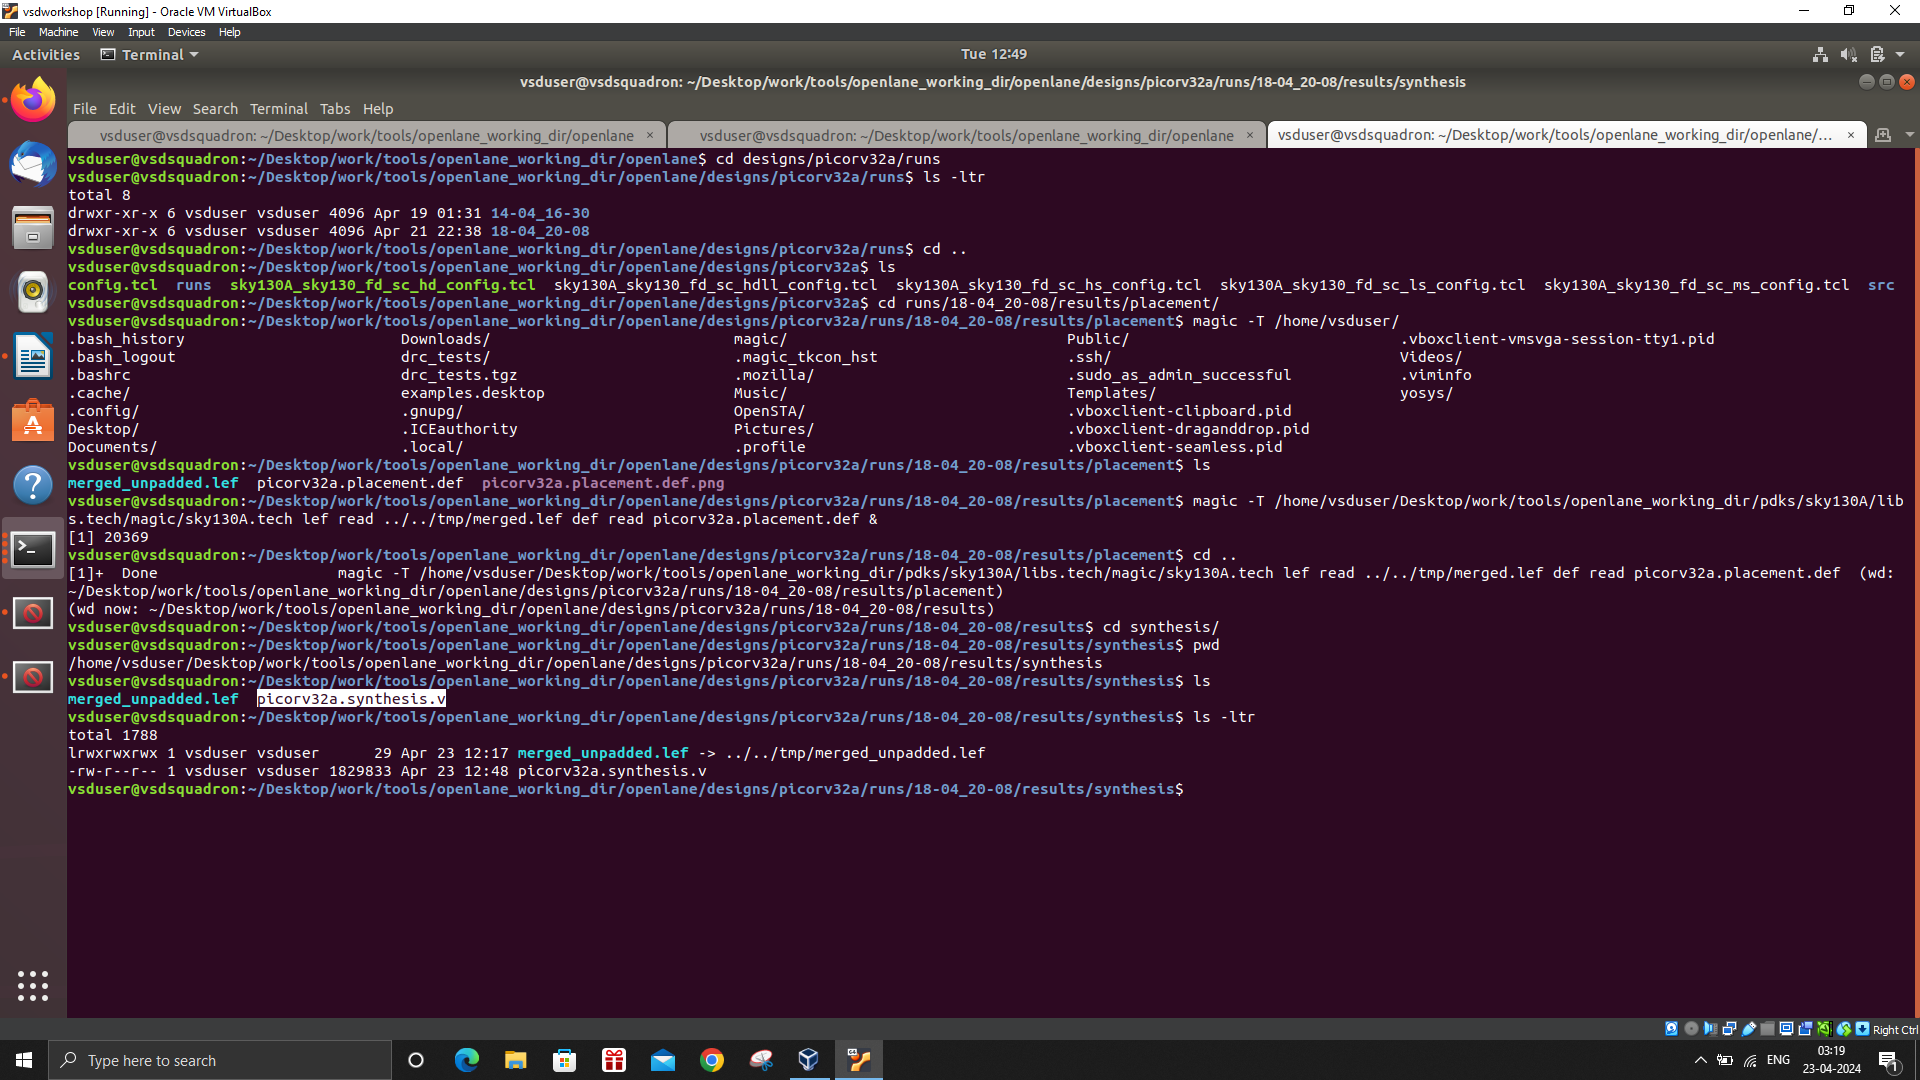 vsdworkshop [Running] - Oracle VM VirtualBox
File Machine View Input Devices Help
Activities Terminal Tue 12:49
vsduser@vsdsquadron: ~/Desktop/work/tools/openlane_working_dir/openlane/designs/picorv32a/runs/18-04_20-08/results/synthesis
File Edit View Search Terminal Tabs Help
vsduser@vsdsquadron: ~/Desktop/work/tools/openlane_working_dir/openlane × vsduser@vsdsquadron: ~/Desktop/work/tools/openlane_working_dir/openlane × vsduser@vsdsquadron: ~/Desktop/work/tools/openlane_working_dir/openlane/... ×
vsduser@vsdsquadron:~/Desktop/work/tools/openlane_working_dir/openlane$ cd designs/picorv32a/runs
vsduser@vsdsquadron:~/Desktop/work/tools/openlane_working_dir/openlane/designs/picorv32a/runs$ ls -ltr
total 8
drwxr-xr-x 6 vsduser vsduser 4096 Apr 19 01:31 14-04_16-30
drwxr-xr-x 6 vsduser vsduser 4096 Apr 21 22:38 18-04_20-08
vsduser@vsdsquadron:~/Desktop/work/tools/openlane_working_dir/openlane/designs/picorv32a/runs$ cd ..
vsduser@vsdsquadron:~/Desktop/work/tools/openlane_working_dir/openlane/designs/picorv32a$ ls
config.tcl runs sky130A_sky130_fd_sc_hd_config.tcl sky130A_sky130_fd_sc_hdll_config.tcl sky130A_sky130_fd_sc_hs_config.tcl sky130A_sky130_fd_sc_ls_config.tcl sky130A_sky130_fd_sc_ms_config.tcl src
vsduser@vsdsquadron:~/Desktop/work/tools/openlane_working_dir/openlane/designs/picorv32a$ cd runs/18-04_20-08/results/placement/
vsduser@vsdsquadron:~/Desktop/work/tools/openlane_working_dir/openlane/designs/picorv32a/runs/18-04_20-08/results/placement$ magic -T /home/vsduser/
.bash_history Downloads/ magic/ Public/ .vboxclient-vmsvga-session-tty1.pid
.bash_logout drc_tests/ .magic_tkcon_hst .ssh/ Videos/
.bashrc drc_tests.tgz .mozilla/ .sudo_as_admin_successful .viminfo
.cache/ examples.desktop Music/ Templates/ yosys/
.config/ .gnupg/ OpenSTA/ .vboxclient-clipboard.pid
Desktop/ .ICEauthority Pictures/ .vboxclient-draganddrop.pid
Documents/ .local/ .profile .vboxclient-seamless.pid
vsduser@vsdsquadron:~/Desktop/work/tools/openlane_working_dir/openlane/designs/picorv32a/runs/18-04_20-08/results/placement$ ls
merged_unpadded.lef picorv32a.placement.def picorv32a.placement.def.png
vsduser@vsdsquadron:~/Desktop/work/tools/openlane_working_dir/openlane/designs/picorv32a/runs/18-04_20-08/results/placement$ magic -T /home/vsduser/Desktop/work/tools/openlane_working_dir/pdks/sky130A/lib
s.tech/magic/sky130A.tech lef read ../../tmp/merged.lef def read picorv32a.placement.def &
[1] 20369
vsduser@vsdsquadron:~/Desktop/work/tools/openlane_working_dir/openlane/designs/picorv32a/runs/18-04_20-08/results/placement$ cd ..
[1]+ Done magic -T /home/vsduser/Desktop/work/tools/openlane_working_dir/pdks/sky130A/libs.tech/magic/sky130A.tech lef read ../../tmp/merged.lef def read picorv32a.placement.def (wd:
~/Desktop/work/tools/openlane_working_dir/openlane/designs/picorv32a/runs/18-04_20-08/results/placement)
(wd now: ~/Desktop/work/tools/openlane_working_dir/openlane/designs/picorv32a/runs/18-04_20-08/results)
vsduser@vsdsquadron:~/Desktop/work/tools/openlane_working_dir/openlane/designs/picorv32a/runs/18-04_20-08/results$ cd synthesis/
vsduser@vsdsquadron:~/Desktop/work/tools/openlane_working_dir/openlane/designs/picorv32a/runs/18-04_20-08/results/synthesis$ pwd
/home/vsduser/Desktop/work/tools/openlane_working_dir/openlane/designs/picorv32a/runs/18-04_20-08/results/synthesis
vsduser@vsdsquadron:~/Desktop/work/tools/openlane_working_dir/openlane/designs/picorv32a/runs/18-04_20-08/results/synthesis$ ls
merged_unpadded.lef picorv32a.synthesis.v
vsduser@vsdsquadron:~/Desktop/work/tools/openlane_working_dir/openlane/designs/picorv32a/runs/18-04_20-08/results/synthesis$ ls -ltr
total 1788
lrwxrwxrwx 1 vsduser vsduser 29 Apr 23 12:17 merged_unpadded.lef -> ../../tmp/merged_unpadded.lef
-rw-r--r-- 1 vsduser vsduser 1829833 Apr 23 12:48 picorv32a.synthesis.v
vsduser@vsdsquadron:~/Desktop/work/tools/openlane_working_dir/openlane/designs/picorv32a/runs/18-04_20-08/results/synthesis$
Right Ctrl
Type here to search
ENG
03:19
23-04-2024
1